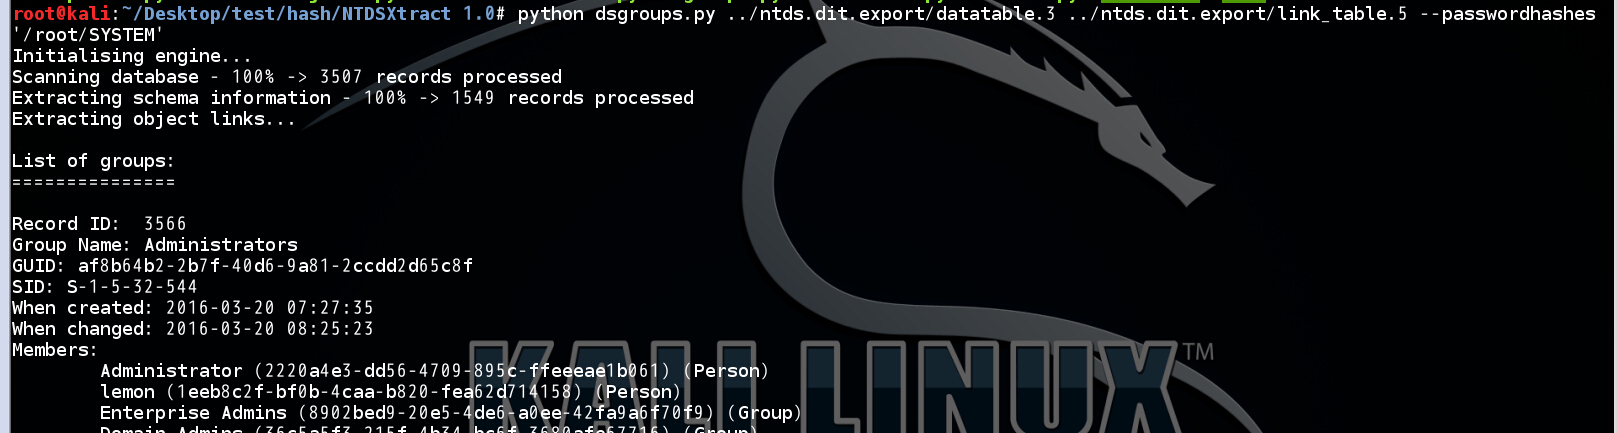 root@kali:~/Desktop/test/hash/NTDSXtract 1.0# python dsgroups.py ../ntds.dit.export/datatable.3 ../ntds.dit.export/link_table.5 --passwordhashes
'/root/SYSTEM'
Initialising engine...
Scanning database - 100% -> 3507 records processed
Extracting schema information - 100% -> 1549 records processed
Extracting object links...
List of groups:
===============
Record ID:  3566
Group Name: Administrators
GUID: af8b64b2-2b7f-40d6-9a81-2ccdd2d65c8f
SID: S-1-5-32-544
When created: 2016-03-20 07:27:35
When changed: 2016-03-20 08:25:23
Members:
Administrator (2220a4e3-dd56-4709-895c-ffeeeae1b061) (Person)
lemon (1eeb8c2f-bf0b-4caa-b820-fea62d714158) (Person)
Enterprise Admins (8902bed9-20e5-4de6-a0ee-42fa9a6f70f9) (Group)
Domain Admins (Group)
KALI LINUX™